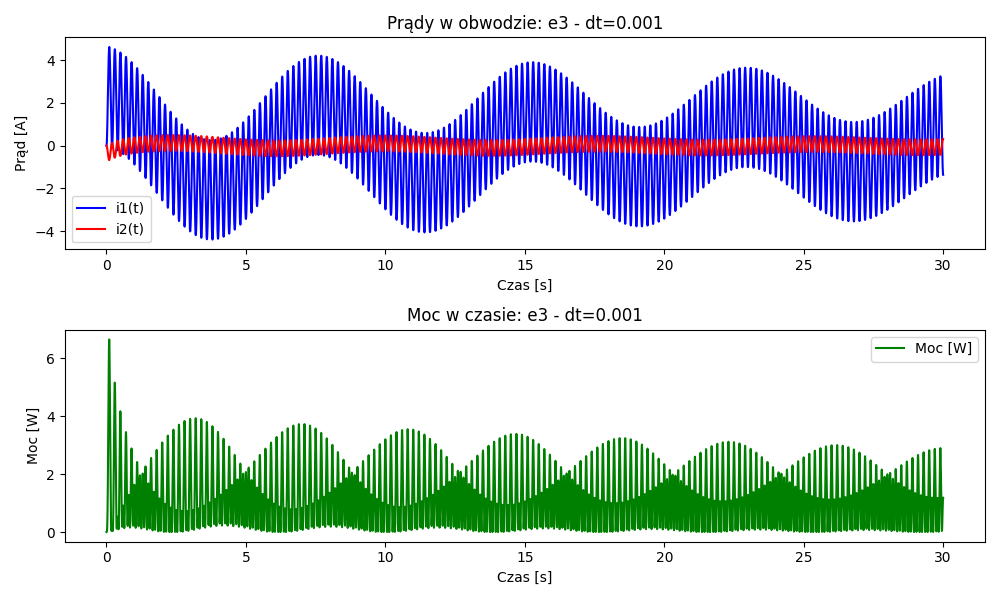 Prądy w obwodzie: e3 - dt=0.001
Prąd [A]
4
2
0
−2
−4
i1(t)
i2(t)
0
5
10
15
20
25
30
Czas [s]
Moc w czasie: e3 - dt=0.001
Moc [W]
6
4
2
0
Moc [W]
0
5
10
15
20
25
30
Czas [s]